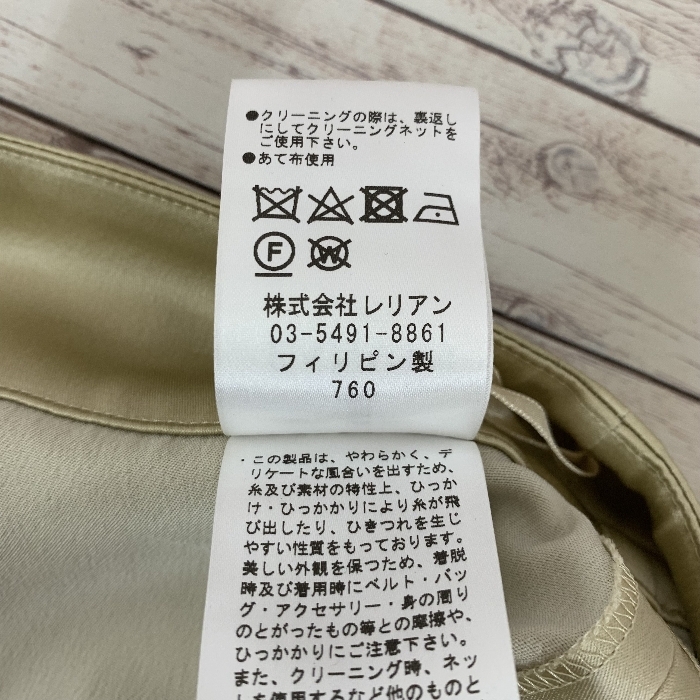 ●クリーニングの際は、裏返し
にしてクリーニングネットを
ご使用下さい。
●あて布使用
F W
株式会社レリアン
03-5491-8861
フィリピン製
760
・この製品は、やわらかく、デ
リケートな風合いを出すため、
糸及び素材の特性上、ひっか
け・ひっかかりにより糸が飛
び出したり、ひきつれを生じ
やすい性質をもっております。
美しい外観を保つため、着脱
時及び着用時にベルト・バッ
グ・アクセサリー・身の周り
のとがったもの等との摩擦や、
ひっかかりにご注意下さい。
また、クリーニング時、ネッ
トを使用するなど他のものと